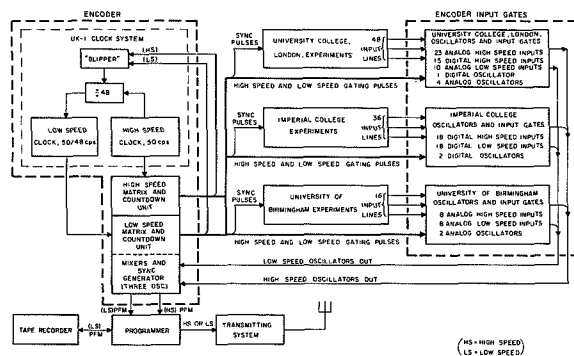 ENCODER
ENCODER INPUT GATES
UK-1 CLOCK SYSTEM
"BLIPPER"
(HS)
(LS)
÷ 48
LOW SPEED
CLOCK, 50/48 cps
HIGH SPEED
CLOCK, 50 cps
HIGH SPEED
MATRIX AND
COUNTDOWN
UNIT
LOW SPEED
MATRIX AND
COUNTDOWN
UNIT
MIXERS AND
SYNC
GENERATOR
(THREE OSC)
SYNC
PULSES
UNIVERSITY COLLEGE,
LONDON, EXPERIMENTS
48
INPUT
LINES
HIGH SPEED AND LOW SPEED GATING PULSES
UNIVERSITY COLLEGE, LONDON,
OSCILLATORS AND INPUT GATES
23 ANALOG HIGH SPEED INPUTS
15 DIGITAL HIGH SPEED INPUTS
10 ANALOG LOW SPEED INPUTS
1 DIGITAL OSCILLATOR
4 ANALOG OSCILLATORS
SYNC
PULSES
IMPERIAL COLLEGE
EXPERIMENTS
36
INPUT
LINES
HIGH SPEED AND LOW SPEED GATING PULSES
IMPERIAL COLLEGE
OSCILLATORS AND INPUT GATES
18 DIGITAL HIGH SPEED INPUTS
18 DIGITAL LOW SPEED INPUTS
2 DIGITAL OSCILLATORS
SYNC
PULSES
UNIVERSITY OF
BIRMINGHAM EXPERIMENTS
16
INPUT
LINES
HIGH SPEED AND LOW SPEED GATING PULSES
UNIVERSITY OF BIRMINGHAM
OSCILLATORS AND INPUT GATES
8 ANALOG HIGH SPEED INPUTS
8 ANALOG LOW SPEED INPUTS
2 ANALOG OSCILLATORS
LOW SPEED OSCILLATORS OUT
HIGH SPEED OSCILLATORS OUT
(LS)PFM
(HS) PFM
TAPE RECORDER
(LS)
PFM
PROGRAMMER
HS OR LS
TRANSMITTING
SYSTEM
(HS = HIGH SPEED
LS = LOW SPEED)